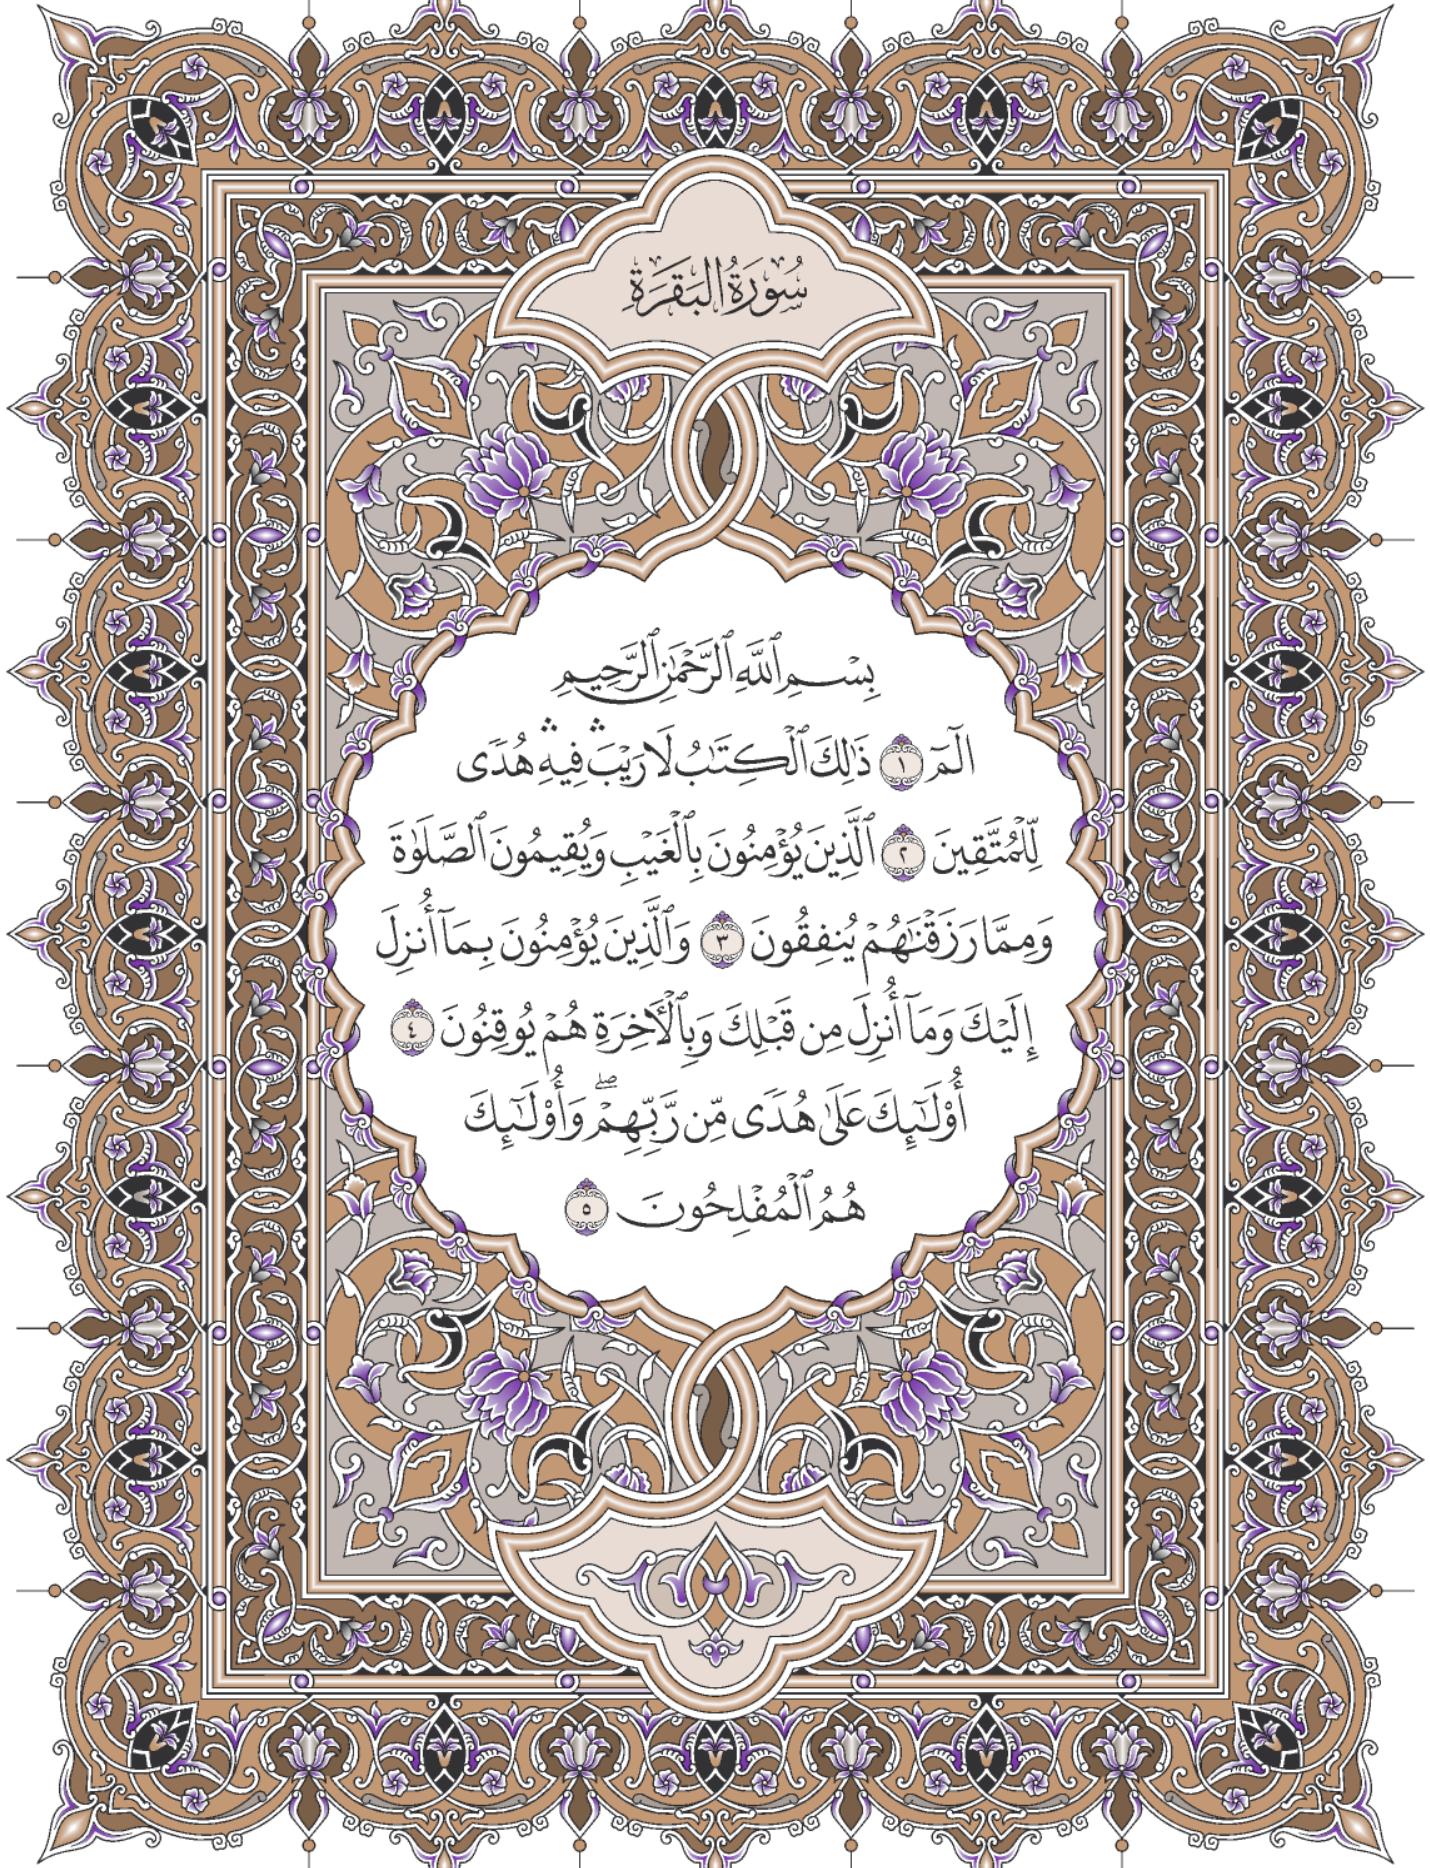 سُورَةُ البَقَرَةِ
بِسْمِ ٱللَّهِ ٱلرَّحْمَٰنِ ٱلرَّحِيمِ
الٓمٓ ١ ذَٰلِكَ ٱلْكِتَٰبُ لَا رَيْبَۛ فِيهِۛ هُدًى
لِّلْمُتَّقِينَ ٢ ٱلَّذِينَ يُؤْمِنُونَ بِٱلْغَيْبِ وَيُقِيمُونَ ٱلصَّلَوٰةَ
وَمِمَّا رَزَقْنَٰهُمْ يُنفِقُونَ ٣ وَٱلَّذِينَ يُؤْمِنُونَ بِمَآ أُنزِلَ
إِلَيْكَ وَمَآ أُنزِلَ مِن قَبْلِكَ وَبِٱلْأَخِرَةِ هُمْ يُوقِنُونَ ٤
أُوْلَٰٓئِكَ عَلَىٰ هُدًى مِّن رَّبِّهِمْۖ وَأُوْلَٰٓئِكَ
هُمُ ٱلْمُفْلِحُونَ ٥